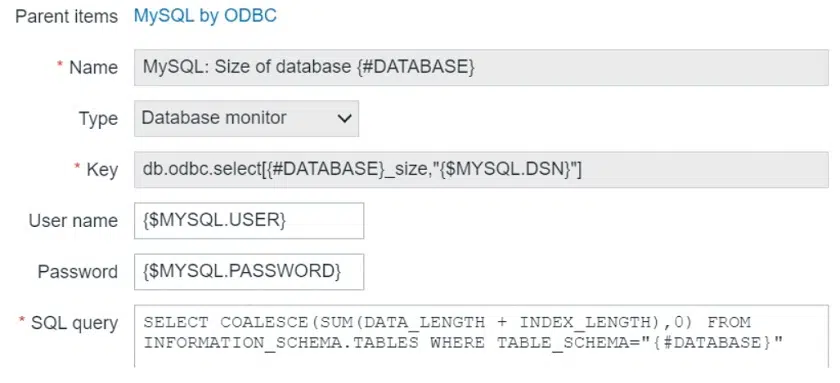 Parent items MySQL by ODBC
* Name MySQL: Size of database {#DATABASE}
Type Database monitor
* Key db.odbc.select[{#DATABASE}_size,"{$MYSQL.DSN}"]
User name {$MYSQL.USER}
Password {$MYSQL.PASSWORD}
* SQL query SELECT COALESCE(SUM(DATA_LENGTH + INDEX_LENGTH),0) FROM
INFORMATION_SCHEMA.TABLES WHERE TABLE_SCHEMA="{#DATABASE}"